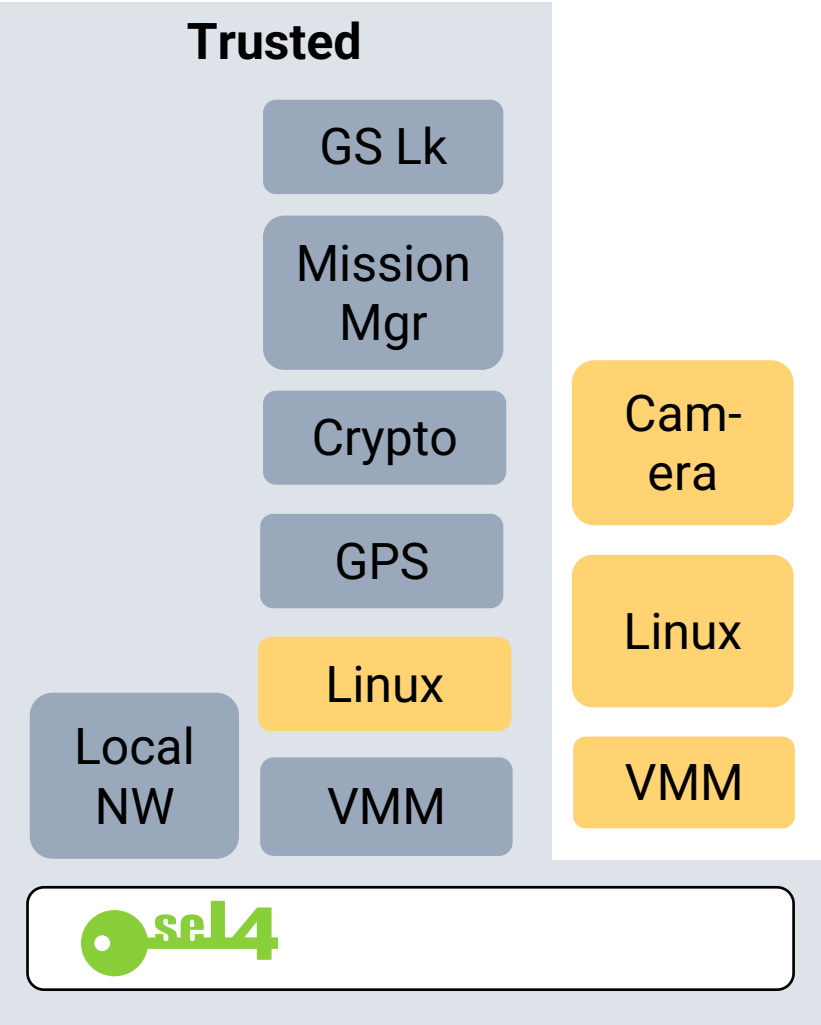 Trusted
GS Lk
Mission
Mgr
Crypto
GPS
Linux
Local
NW
VMM
Cam-
era
Linux
VMM
seL4